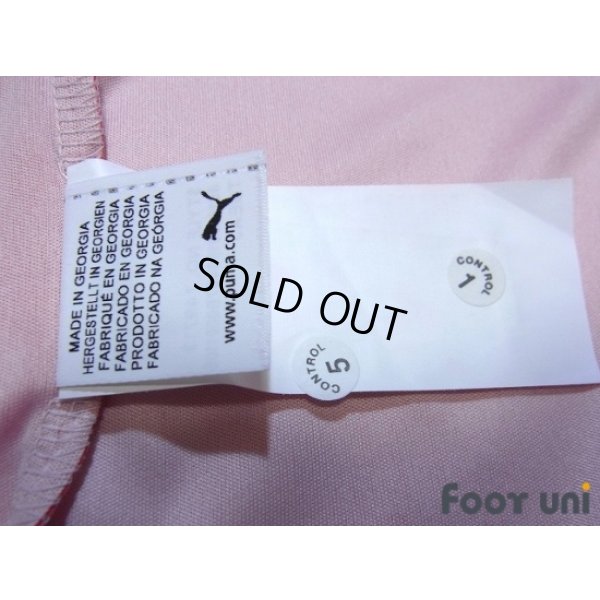 MADE IN GEORGIA
HERGESTELLT IN GEORGIEN
FABRIQUÉ EN GEORGIA
FABRICADO EN GEORGIA
PRODOTTO IN GEORGIA
FABRICADO NA GEÓRGIA
www.puma.com
SOLD OUT
CONTROL
1
CONTROL
5
FOOT UNI